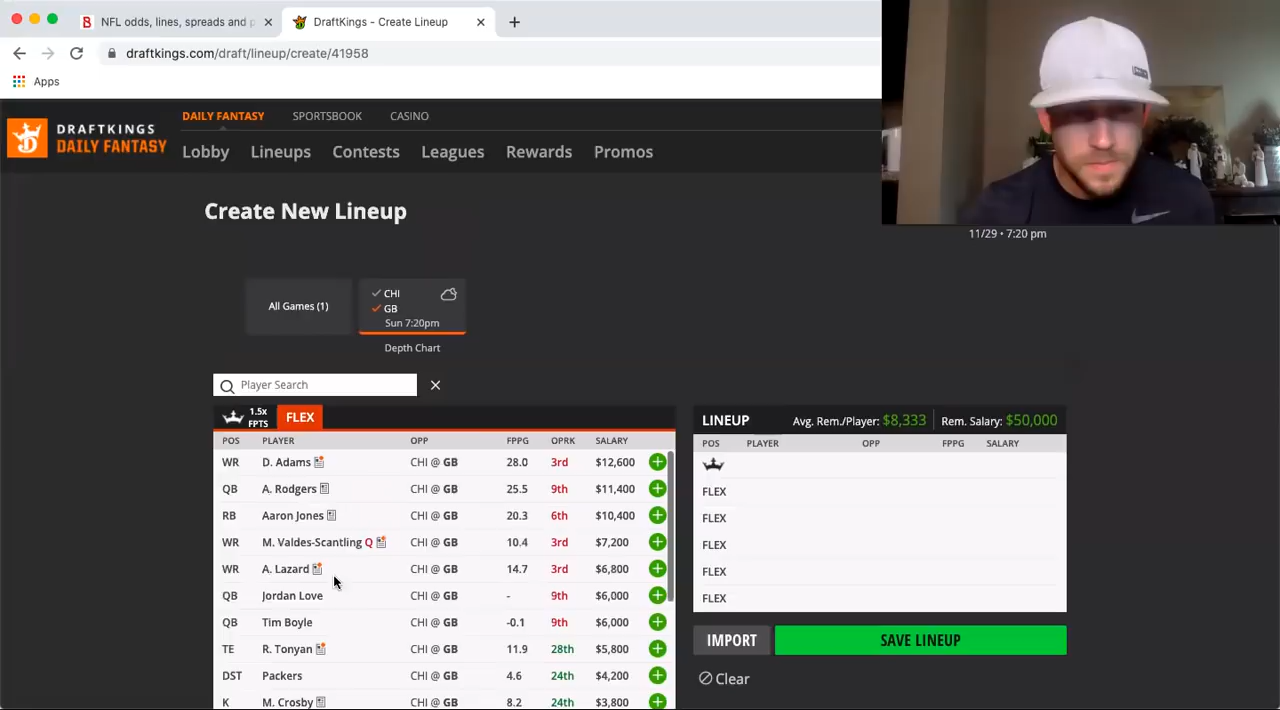 B NFL odds, lines, spreads and p
DraftKings - Create Lineup
draftkings.com/draft/lineup/create/41958
Apps
DRAFTKINGS
DAILY FANTASY
DAILY FANTASY SPORTSBOOK CASINO
Lobby Lineups Contests Leagues Rewards Promos
Create New Lineup
11/29 • 7:20 pm
All Games (1)
CHI
GB
Sun 7:20pm
Depth Chart
Player Search
1.5x
FPTS
FLEX
POS PLAYER OPP FPPG OPRK SALARY
WR D. Adams CHI @ GB 28.0 3rd $12,600
QB A. Rodgers CHI @ GB 25.5 9th $11,400
RB Aaron Jones CHI @ GB 20.3 6th $10,400
WR M. Valdes-Scantling Q CHI @ GB 10.4 3rd $7,200
WR A. Lazard CHI @ GB 14.7 3rd $6,800
QB Jordan Love CHI @ GB - 9th $6,000
QB Tim Boyle CHI @ GB -0.1 9th $6,000
TE R. Tonyan CHI @ GB 11.9 28th $5,800
DST Packers CHI @ GB 4.6 24th $4,200
K M. Crosby CHI @ GB 8.2 24th $3,800
LINEUP Avg. Rem./Player: $8,333 Rem. Salary: $50,000
POS PLAYER OPP FPPG SALARY
FLEX
FLEX
FLEX
FLEX
FLEX
IMPORT SAVE LINEUP
Clear